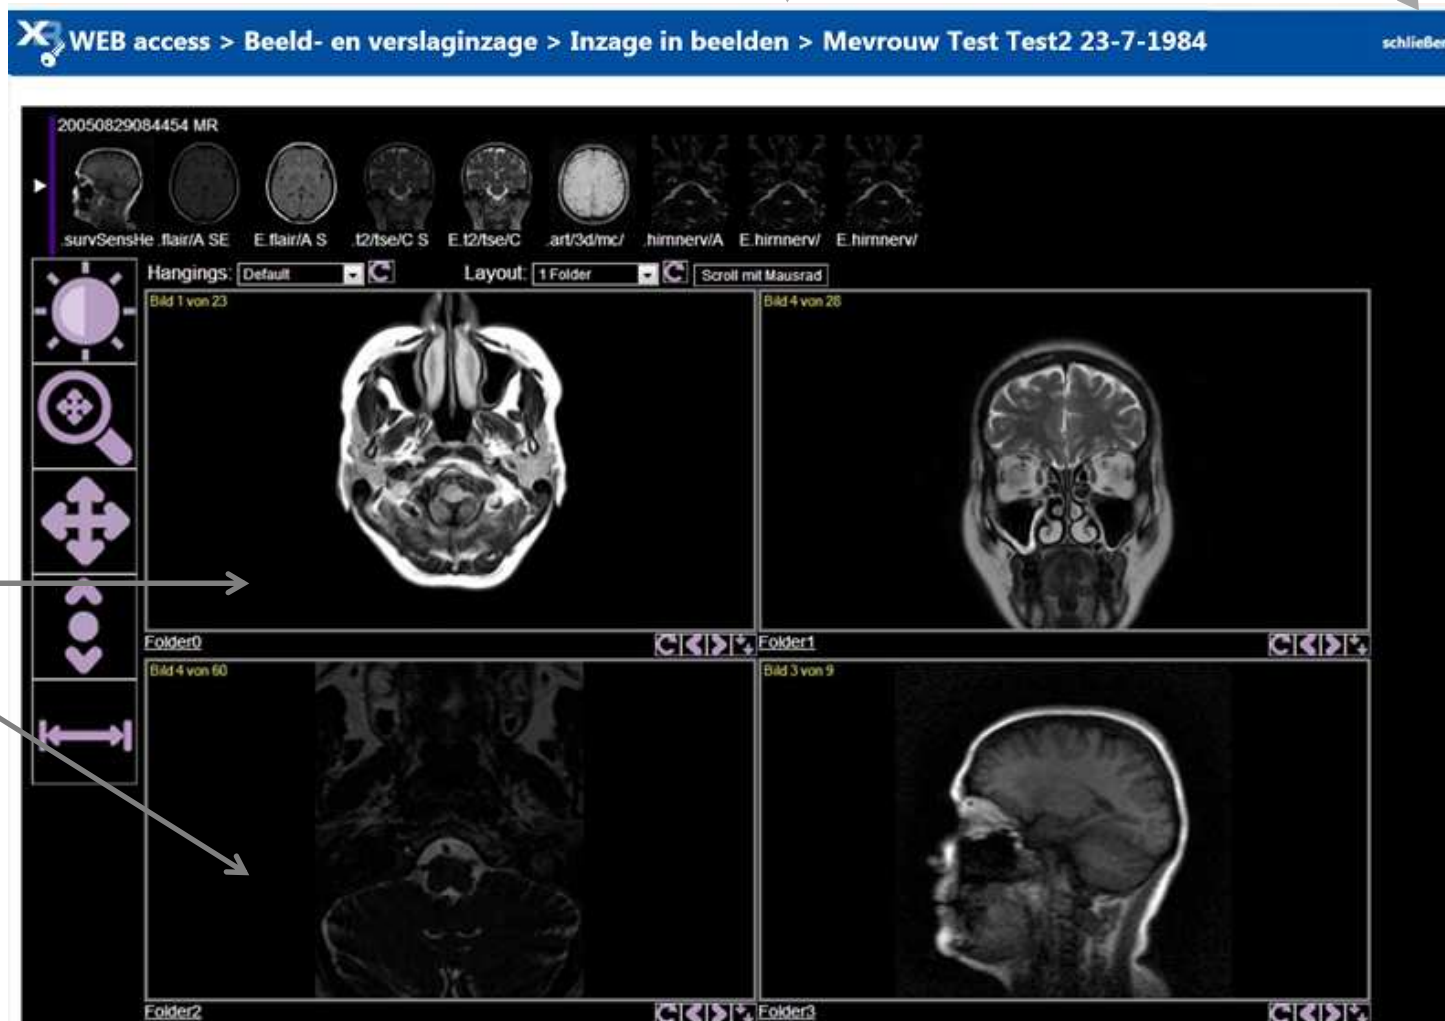 WEB access > Beeld- en verslaginzage > Inzage in beelden > Mevrouw Test Test2 23-7-1984
schließen
20050829084454 MR
.survSensHe .flair/A SE E.flair/A S .t2/tse/C S E.t2/tse/C .art/3d/mc/ .hirnnerv/A E.hirnnerv/ E.hirnnerv/
Hangings: Default Layout: 1 Folder Scroll mit Mausrad
Bild 1 von 23
Bild 4 von 28
Folder0
Folder1
Bild 4 von 60
Bild 3 von 9
Folder2
Folder3